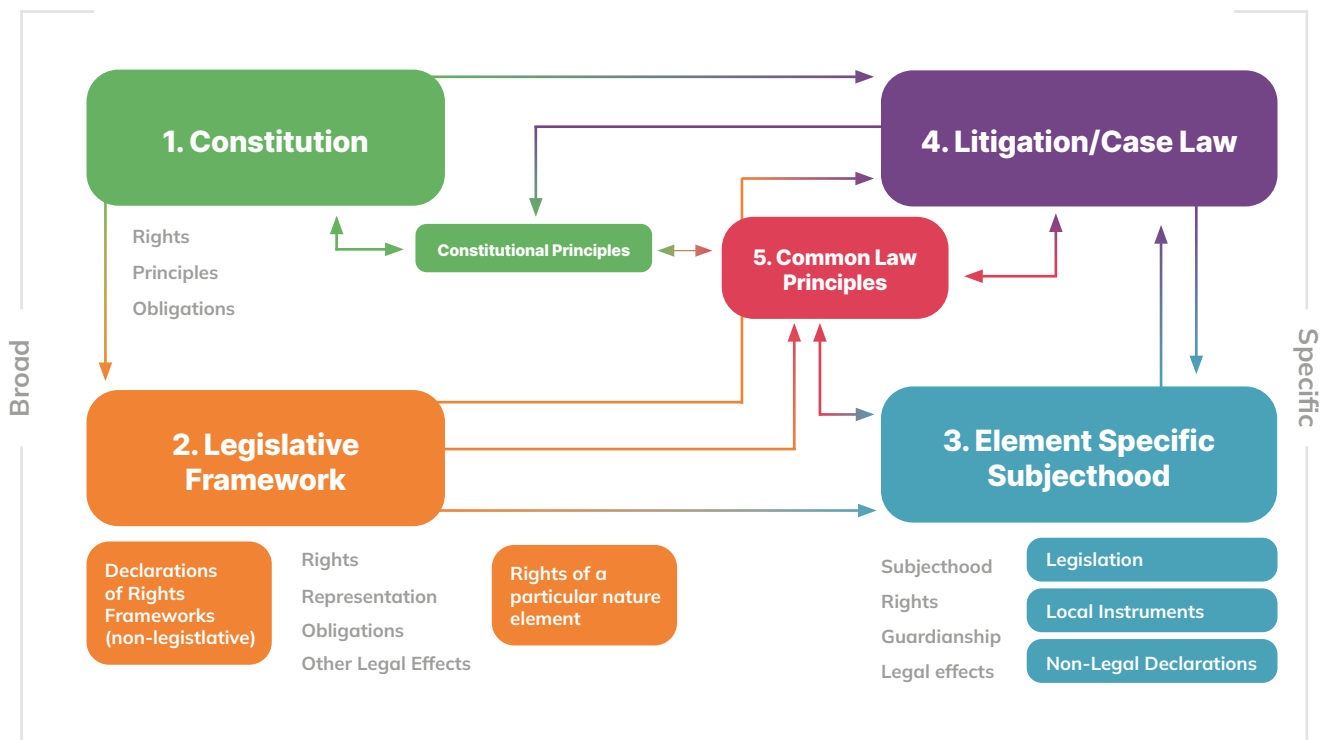 1. Constitution
4. Litigation/Case Law
Rights
Principles
Obligations
Constitutional Principles
5. Common Law
Principles
Broad
Specific
2. Legislative
Framework
3. Element Specific
Subjecthood
Declarations
of Rights
Frameworks
(non-legistlative)
Rights
Representation
Obligations
Other Legal Effects
Rights of a
particular nature
element
Subjecthood
Rights
Guardianship
Legal effects
Legislation
Local Instruments
Non-Legal Declarations